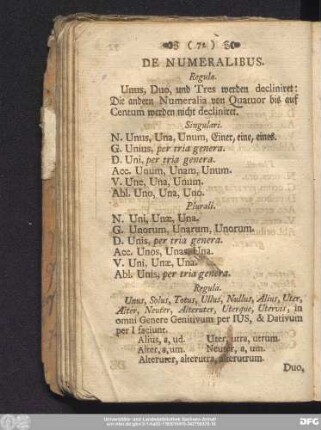 ( 72 )
DE NUMERALIBUS.
Regula.
Unus, Duo, und Tres werden decliniret:
Die andern Numeralia von Quatuor bis auf
Centum werden nicht decliniret.
Singulari.
N. Unus, Una, Unum, Einer, eine, eines.
G. Unius, per tria genera.
D. Uni, per tria genera.
Acc. Unum, Unam, Unum.
V. Une, Una, Unum.
Abl. Uno, Una, Uno.
Plurali.
N. Uni, Unæ, Una.
G. Unorum, Unarum, Unorum.
D. Unis, per tria genera.
Acc. Unos, Unas, Una.
V. Uni, Unæ, Una.
Abl. Unis, per tria genera.
Regula.
Unus, Solus, Totus, Ullus, Nullus, Alius, Uter,
Alter, Neuter, Alteruter, Uterque, Utervis, in
omni Genere Genitivum per IUS, & Dativum
per I faciunt.
Alius, a, ud. Uter, utra, utrum.
Alter, a, um. Neuter, a, um.
Alteruter, alterutra, alterutrum.
Duo,